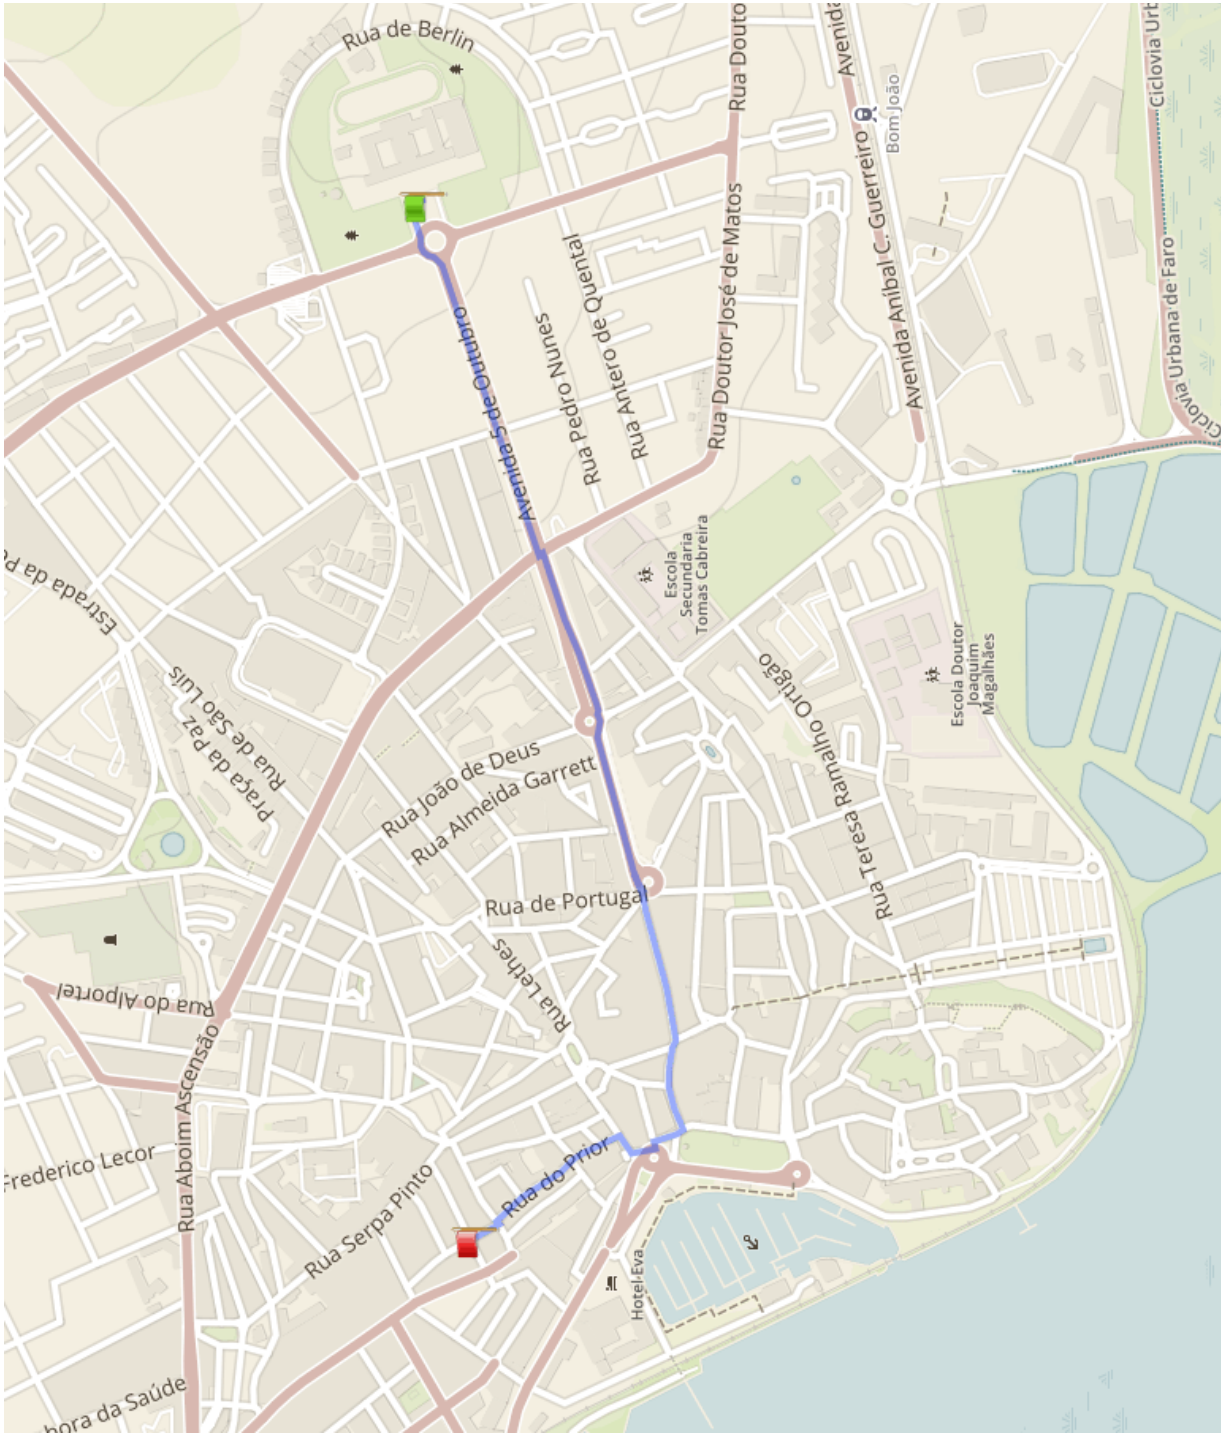 Rua de Berlin
Rua Douto
Avenida
Ciclovia Urb
Bom João
Avenida Aníbal C. Guerreiro
Rua Doutor José de Matos
Rua Antero de Quental
Rua Pedro Nunes
Avenida 5 de Outubro
Ciclovia Urbana de Faro
Ciclovia
Escola
Secundaria
Tomas Cabreira
Estrada da Pe
Rua de São Luís
Praça da Paz
Rua João de Deus
Rua Almeida Garrett
Rua Teresa Ramalho Ortigão
Escola Doutor
Joaquim
Magalhães
Rua de Portugal
Rua Lethes
Rua do Alportel
Rua Aboim Ascensão
Frederico Lecor
Rua do Prior
Rua Serpa Pinto
Hotel Eva
hora da Saúde